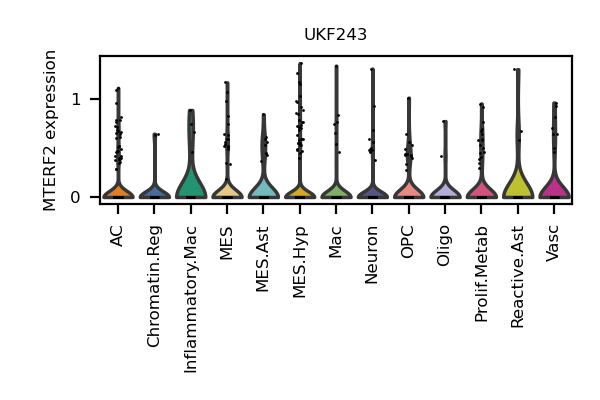 UKF243
MTERF2 expression
1
0
AC
Chromatin.Reg
Inflammatory.Mac
MES
MES.Ast
MES.Hyp
Mac
Neuron
OPC
Oligo
Prolif.Metab
Reactive.Ast
Vasc